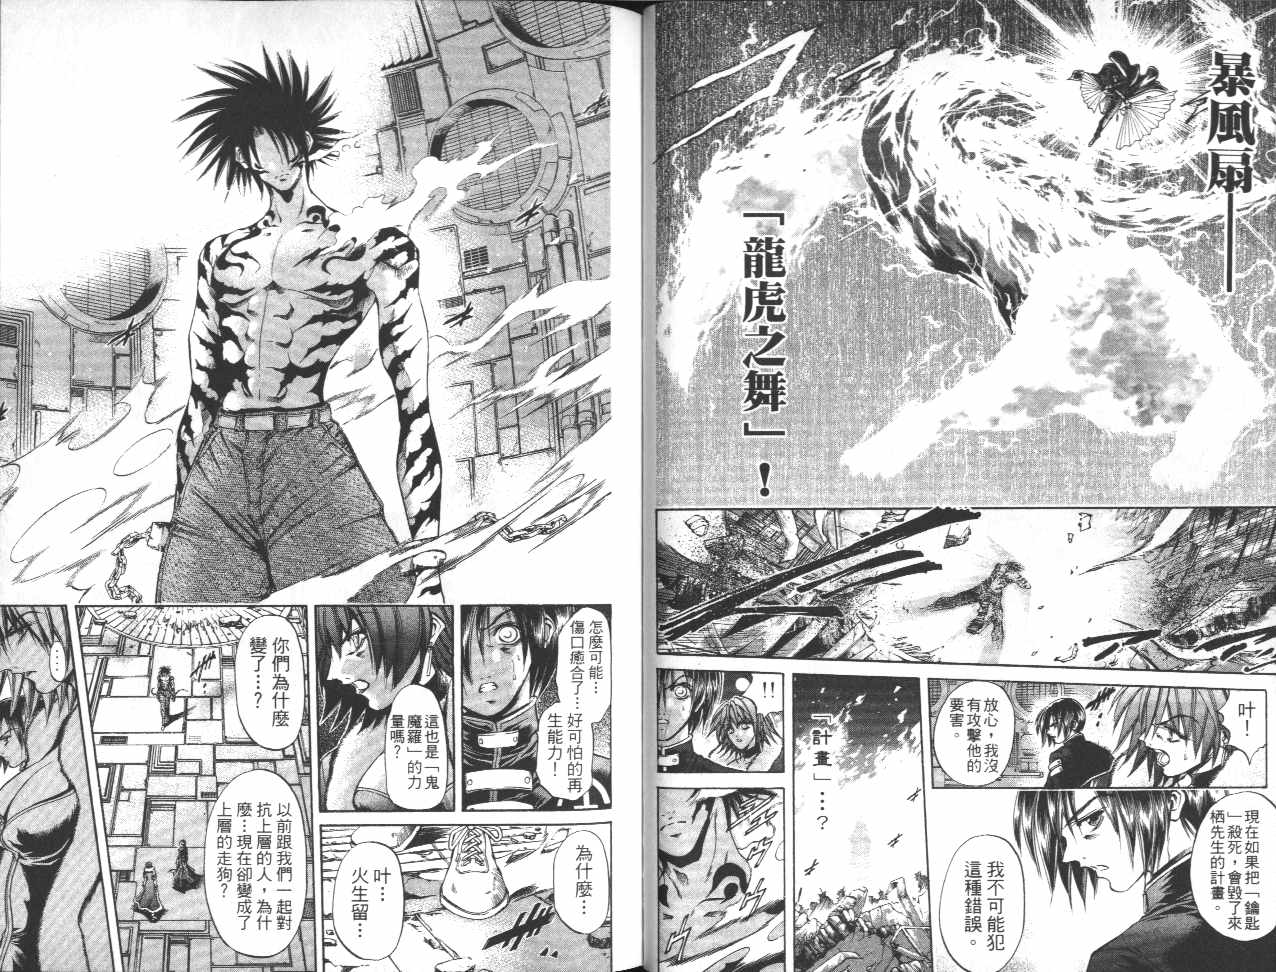 暴風扇——
「龍虎之舞」！
叶！
放心，我沒
有攻擊他的
要害。
現在如果把「鑰匙
」殺死，會毀了來
栖先生的計畫。
我不可能犯
這種錯誤。
「計畫」…？
!!
怎麼可能…
傷口癒合了…好可怕的再
生能力！
這也是「鬼
魔羅」的力
量嗎？
你們為什麼
變了…？
…
為什麼…
叶…
火生留…
以前跟我們一起對
抗上層的人，為什
麼…現在卻變成了
上層的走狗？